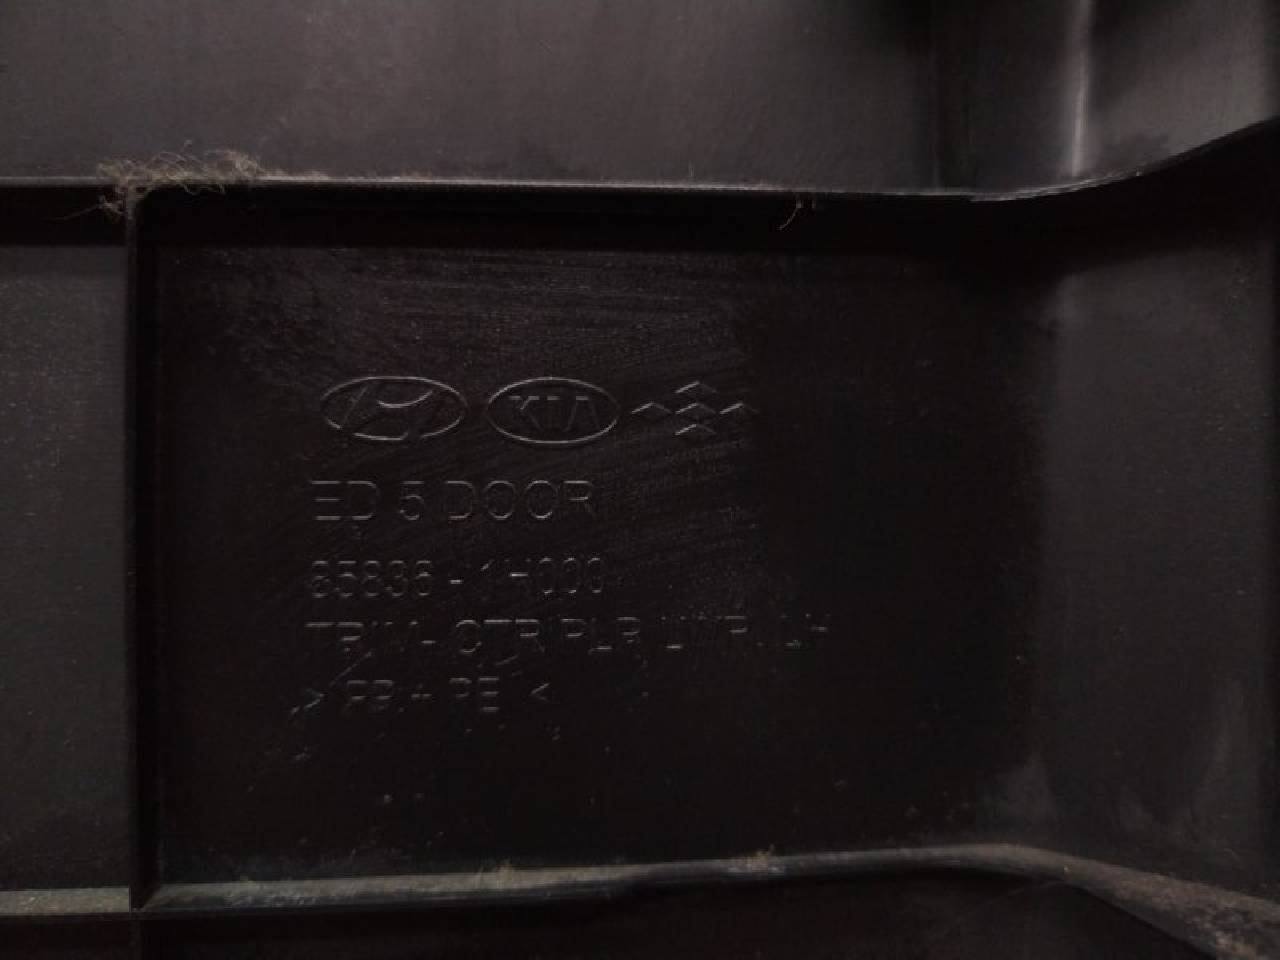 KIA
ED 5 DOOR
85836-1H000
TRIM-CTR PLR LWR, LH
> PP+PE <